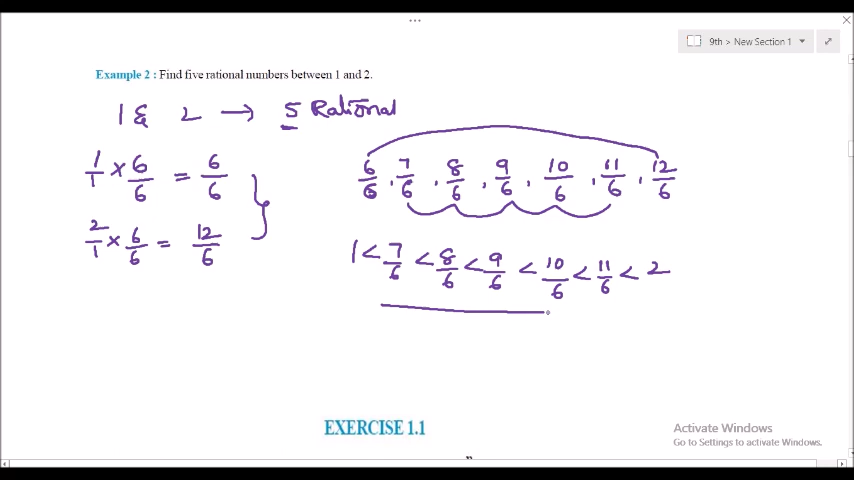 ...
9th > New Section 1
Example 2 : Find five rational numbers between 1 and 2.
1 & 2 → 5 Rational
1/1 × 6/6 = 6/6
2/1 × 6/6 = 12/6
6/6, 7/6, 8/6, 9/6, 10/6, 11/6, 12/6
1 < 7/6 < 8/6 < 9/6 < 10/6 < 11/6 < 2
EXERCISE 1.1
Activate Windows
Go to Settings to activate Windows.